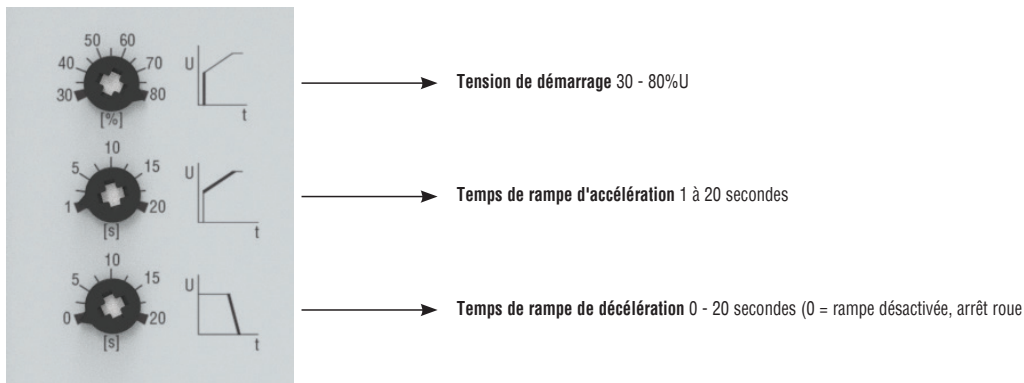 50 60
40 70
30 80
[%]
U
t
Tension de démarrage 30 - 80%U
10
5 15
1 20
[s]
U
t
Temps de rampe d'accélération 1 à 20 secondes
10
5 15
0 20
[s]
U
t
Temps de rampe de décélération 0 - 20 secondes (0 = rampe désactivée, arrêt roue